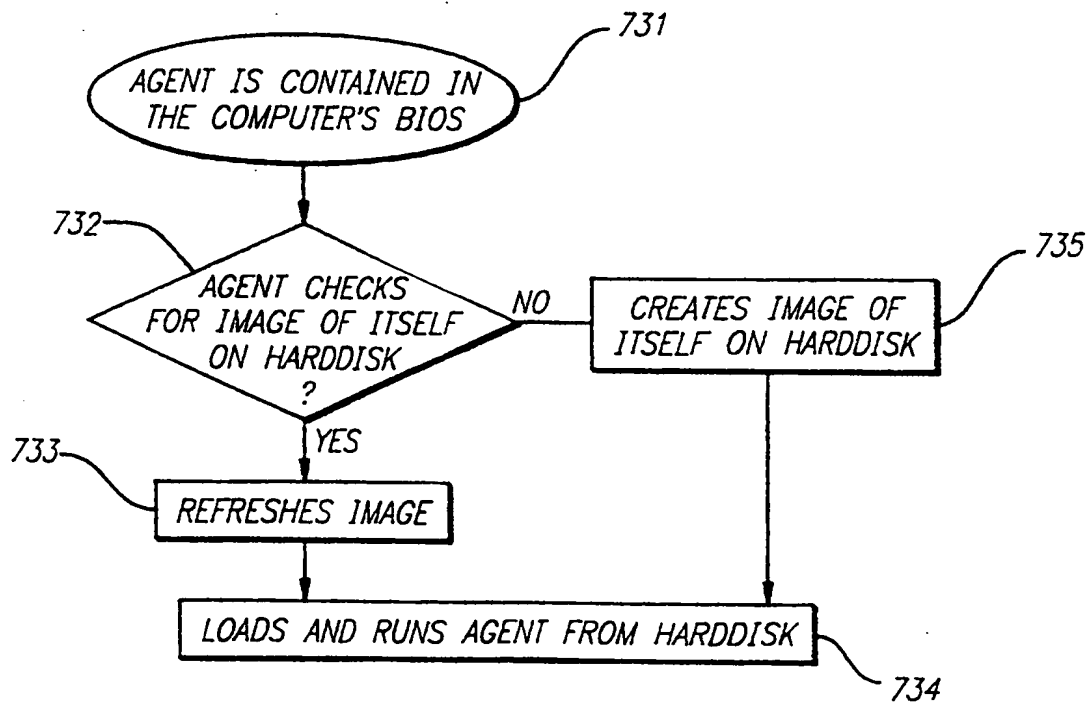 731
AGENT IS CONTAINED IN
THE COMPUTER'S BIOS
732
AGENT CHECKS
FOR IMAGE OF ITSELF
ON HARDDISK
?
NO
735
CREATES IMAGE OF
ITSELF ON HARDDISK
YES
733
REFRESHES IMAGE
LOADS AND RUNS AGENT FROM HARDDISK
734